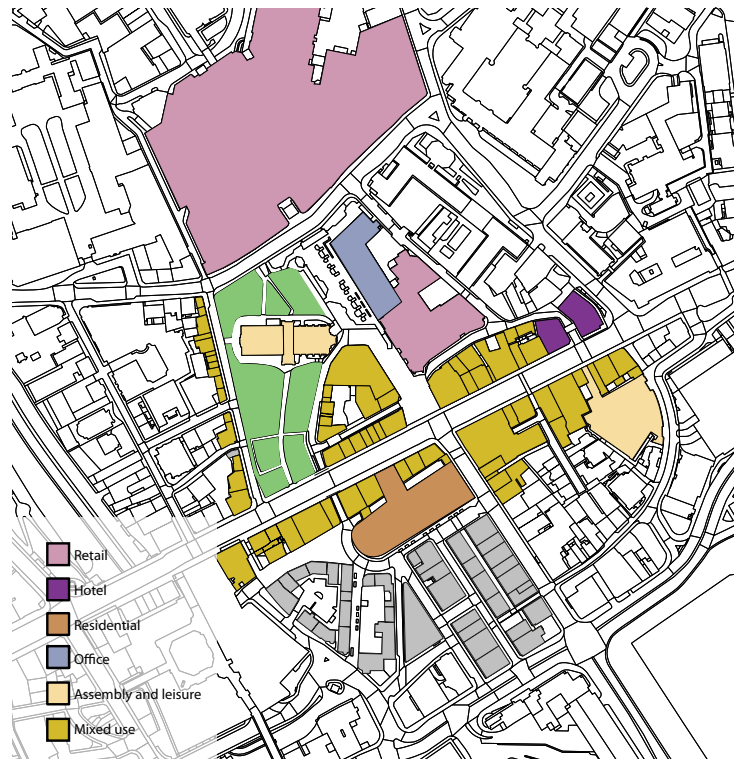 Retail
Hotel
Residential
Office
Assembly and leisure
Mixed use